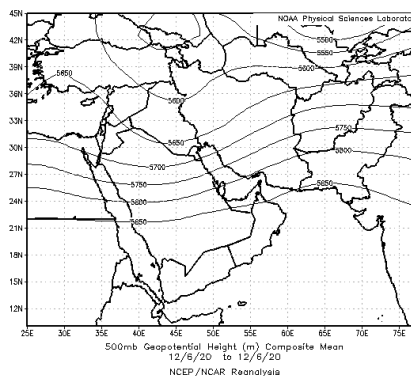 45N
NOAA Physical Sciences Laborato
5500
5550
42N
5600
39N
5650
36N
5600
33N
5650
5750
30N
5700
5800
27N
5750
5850
24N
5800
21N
5850
18N
15N
12N
25E 30E 35E 40E 45E 50E 55E 60E 65E 70E 75E
500mb Geopotential Height (m) Composite Mean
12/6/20 to 12/6/20
NCEP/NCAR Reanalysis